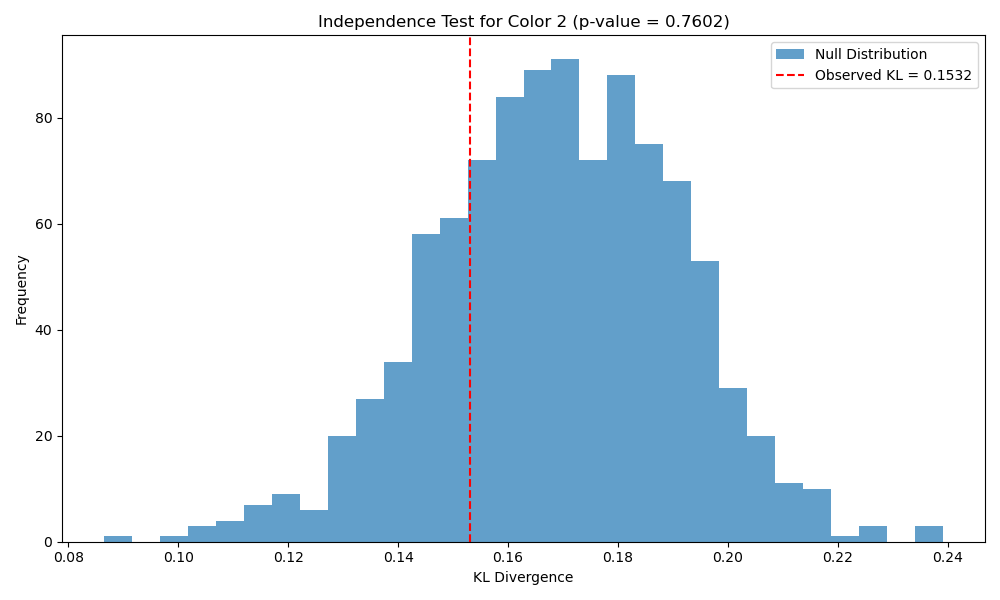 Independence Test for Color 2 (p-value = 0.7602)
Null Distribution
Observed KL = 0.1532
Frequency
80
60
40
20
0
0.08 0.10 0.12 0.14 0.16 0.18 0.20 0.22 0.24
KL Divergence